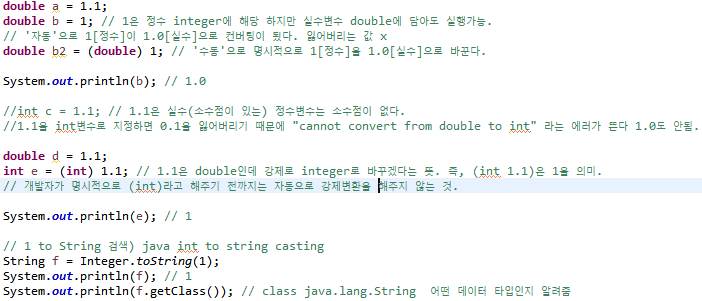 double a = 1.1;
double b = 1; // 1은 정수 integer에 해당 하지만 실수변수 double에 담아도 실행가능.
// '자동'으로 1[정수]이 1.0[실수]으로 컨버팅이 됐다. 잃어버리는 값 x
double b2 = (double) 1; // '수동'으로 명시적으로 1[정수]을 1.0[실수]으로 바꾼다.
System.out.println(b); // 1.0
//int c = 1.1; // 1.1은 실수(소수점이 있는) 정수변수는 소수점이 없다.
//1.1을 int변수로 지정하면 0.1을 잃어버리기 때문에 "cannot convert from double to int" 라는 에러가 뜬다 1.0도 안됨.
double d = 1.1;
int e = (int) 1.1; // 1.1은 double인데 강제로 integer로 바꾸겠다는 뜻. 즉, (int 1.1)은 1을 의미.
// 개발자가 명시적으로 (int)라고 해주기 전까지는 자동으로 강제변환을 해주지 않는 것.
System.out.println(e); // 1
// 1 to String 검색) java int to string casting
String f = Integer.toString(1);
System.out.println(f); // 1
System.out.println(f.getClass()); // class java.lang.String 어떤 데이터 타입인지 알려줌